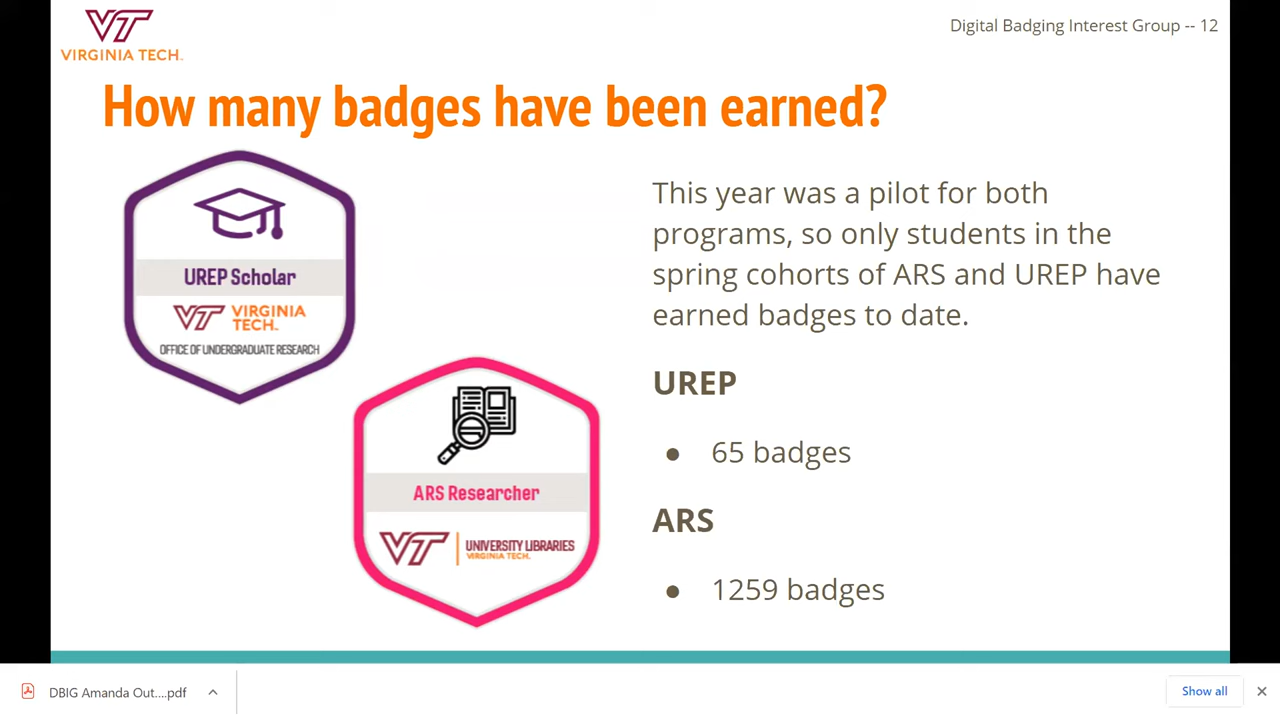 VT
VIRGINIA TECH.
Digital Badging Interest Group -- 12
How many badges have been earned?
UREP Scholar
VT VIRGINIA
TECH.
OFFICE OF UNDERGRADUATE RESEARCH
ARS Researcher
VT UNIVERSITY LIBRARIES
VIRGINIA TECH.
This year was a pilot for both
programs, so only students in the
spring cohorts of ARS and UREP have
earned badges to date.
UREP
● 65 badges
ARS
● 1259 badges
DBIG Amanda Out....pdf
Show all